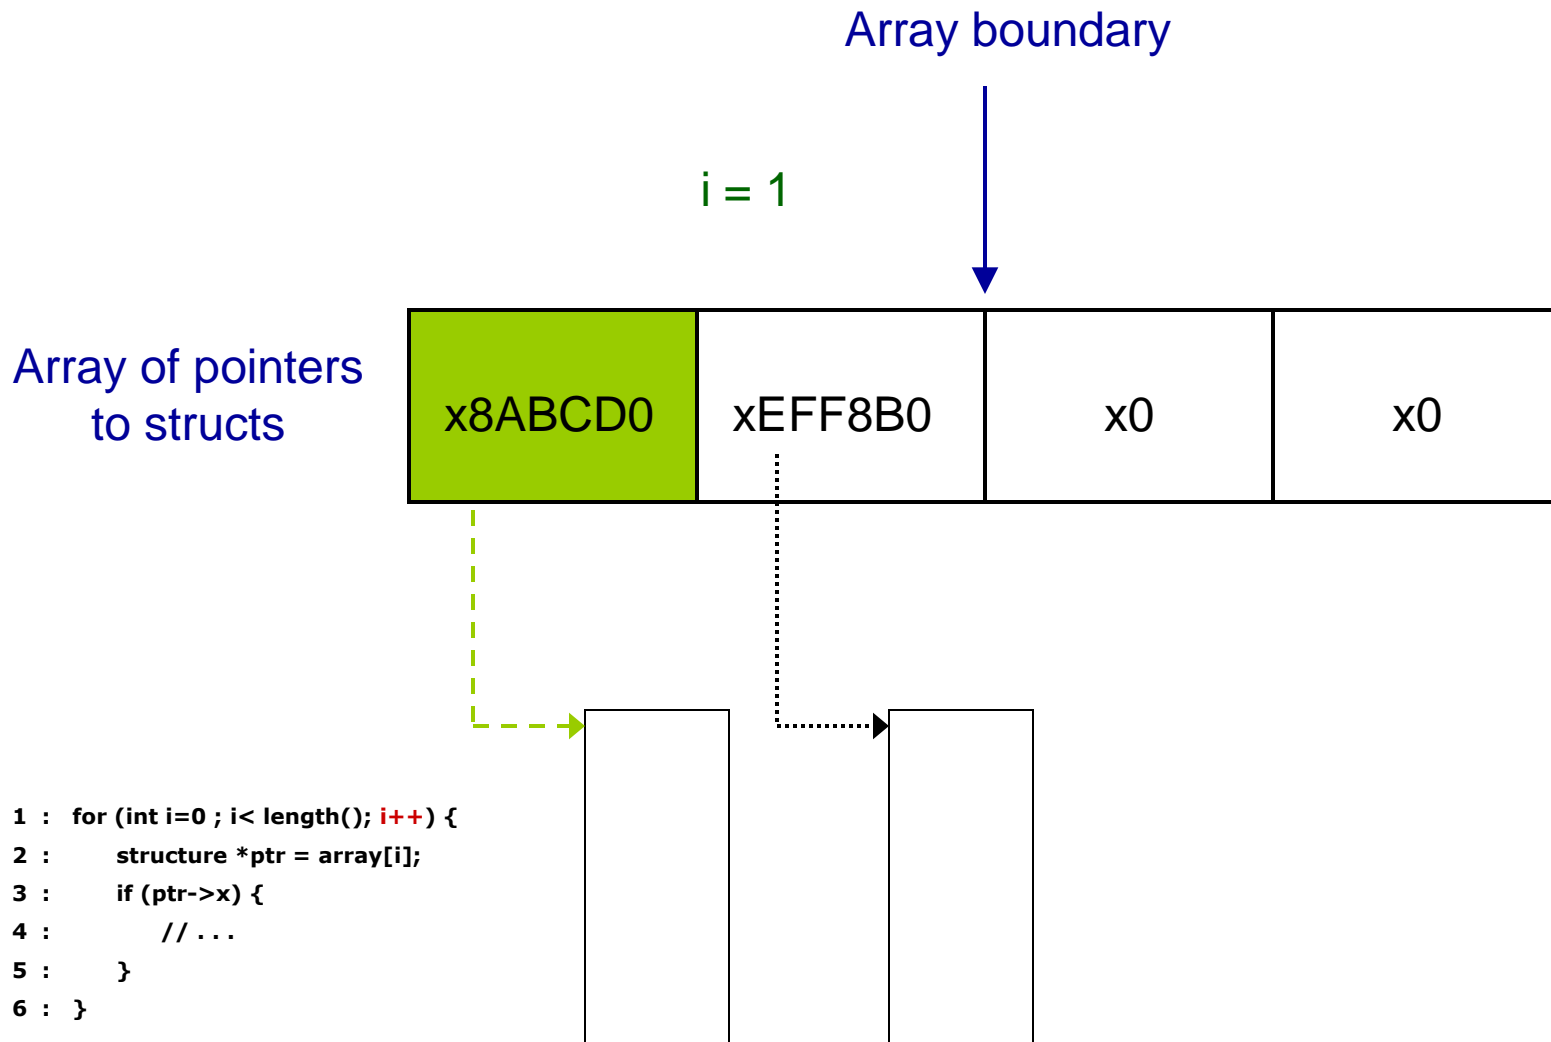 Array boundary
i = 1
Array of pointers
to structs
x8ABCD0 xEFF8B0 x0 x0
1 : for (int i=0 ; i< length(); i++) {
2 : structure *ptr = array[i];
3 : if (ptr->x) {
4 : // . . .
5 : }
6 : }